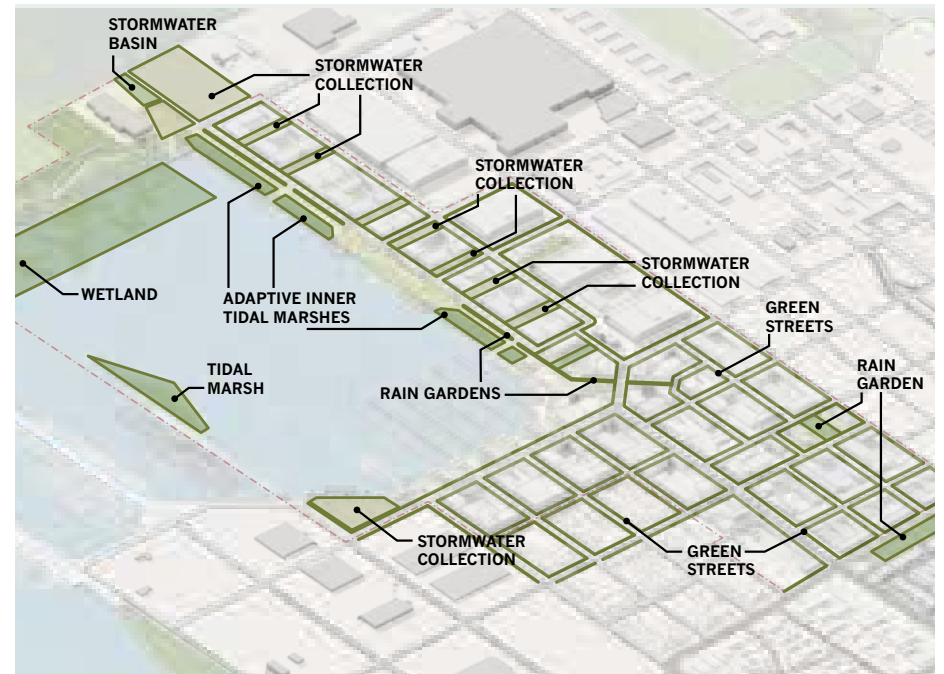 STORMWATER
BASIN
STORMWATER
COLLECTION
STORMWATER
COLLECTION
STORMWATER
COLLECTION
WETLAND
ADAPTIVE INNER
TIDAL MARSHES
GREEN
STREETS
TIDAL
MARSH
RAIN GARDENS
RAIN
GARDEN
STORMWATER
COLLECTION
GREEN
STREETS